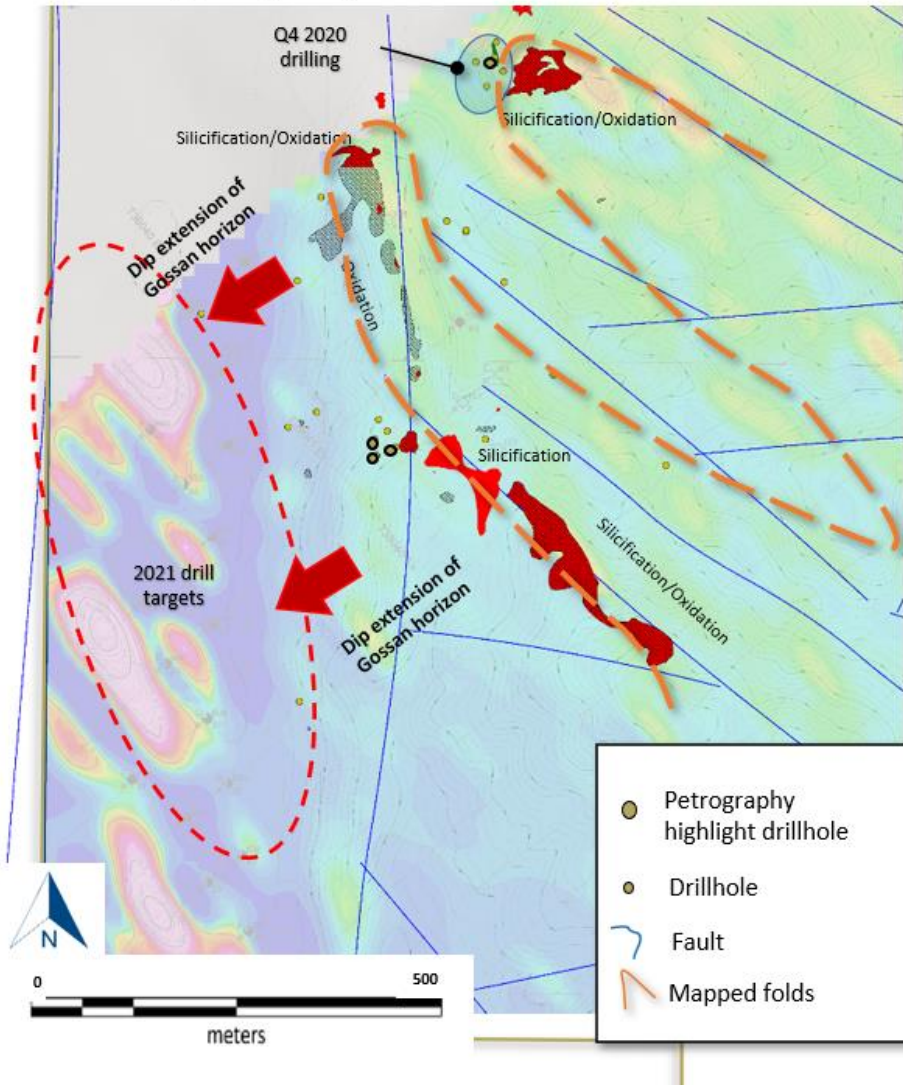 Q4 2020
drilling
Silicification/Oxidation
Silicification/Oxidation
Dip extension of
Gossan horizon
Oxidation
Silicification
Silicification/Oxidation
2021 drill
targets
Dip extension of
Gossan horizon
Petrography
highlight drillhole
Drillhole
Fault
Mapped folds
N
0 500
meters